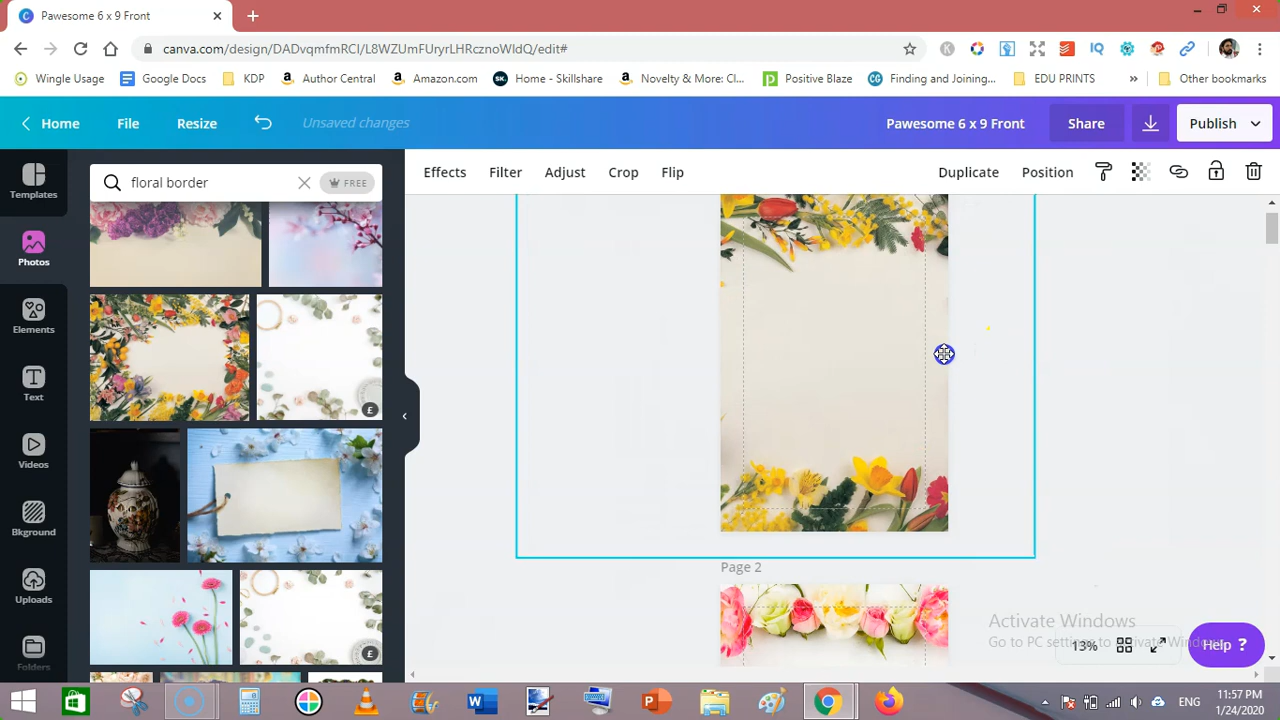 Pawesome 6 x 9 Front
canva.com/design/DADvqmfmRCI/L8WZUmFUryrLHRcznoWIdQ/edit#
Wingle Usage
Google Docs
KDP
Author Central
Amazon.com
Home - Skillshare
Novelty & More: Cl...
Positive Blaze
Finding and Joining...
EDU PRINTS
»
Other bookmarks
Home
File
Resize
Unsaved changes
Pawesome 6 x 9 Front
Share
Publish
Templates
Photos
Elements
Text
Videos
Bkground
Uploads
Folders
floral border
FREE
£
£
Effects
Filter
Adjust
Crop
Flip
Duplicate
Position
Page 2
Activate Windows
Go to PC settings to Activate Windows.
13%
Help ?
ENG
11:57 PM
1/24/2020